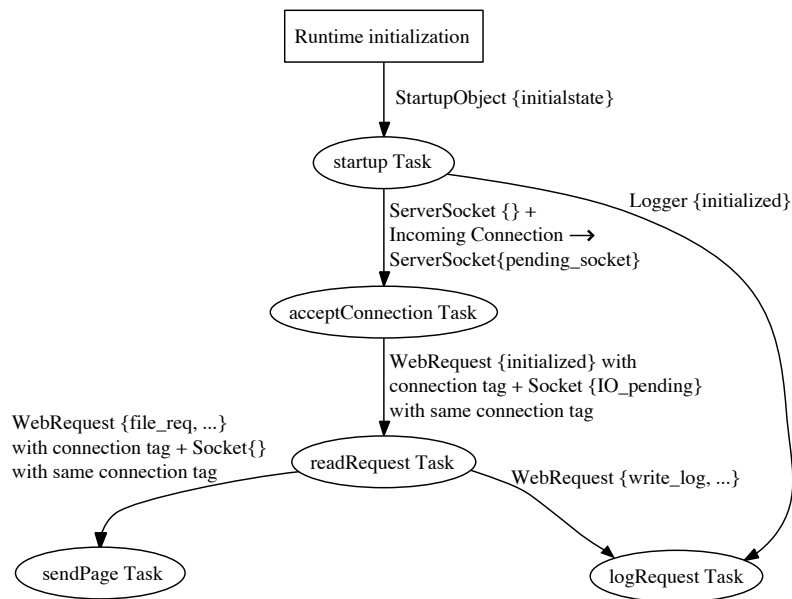 Runtime initialization
StartupObject {initialstate}
startup Task
Logger {initialized}
ServerSocket {} +
Incoming Connection →
ServerSocket{pending_socket}
acceptConnection Task
WebRequest {initialized} with
connection tag + Socket {IO_pending}
with same connection tag
WebRequest {file_req, ...}
with connection tag + Socket{}
with same connection tag
readRequest Task
WebRequest {write_log, ...}
sendPage Task
logRequest Task